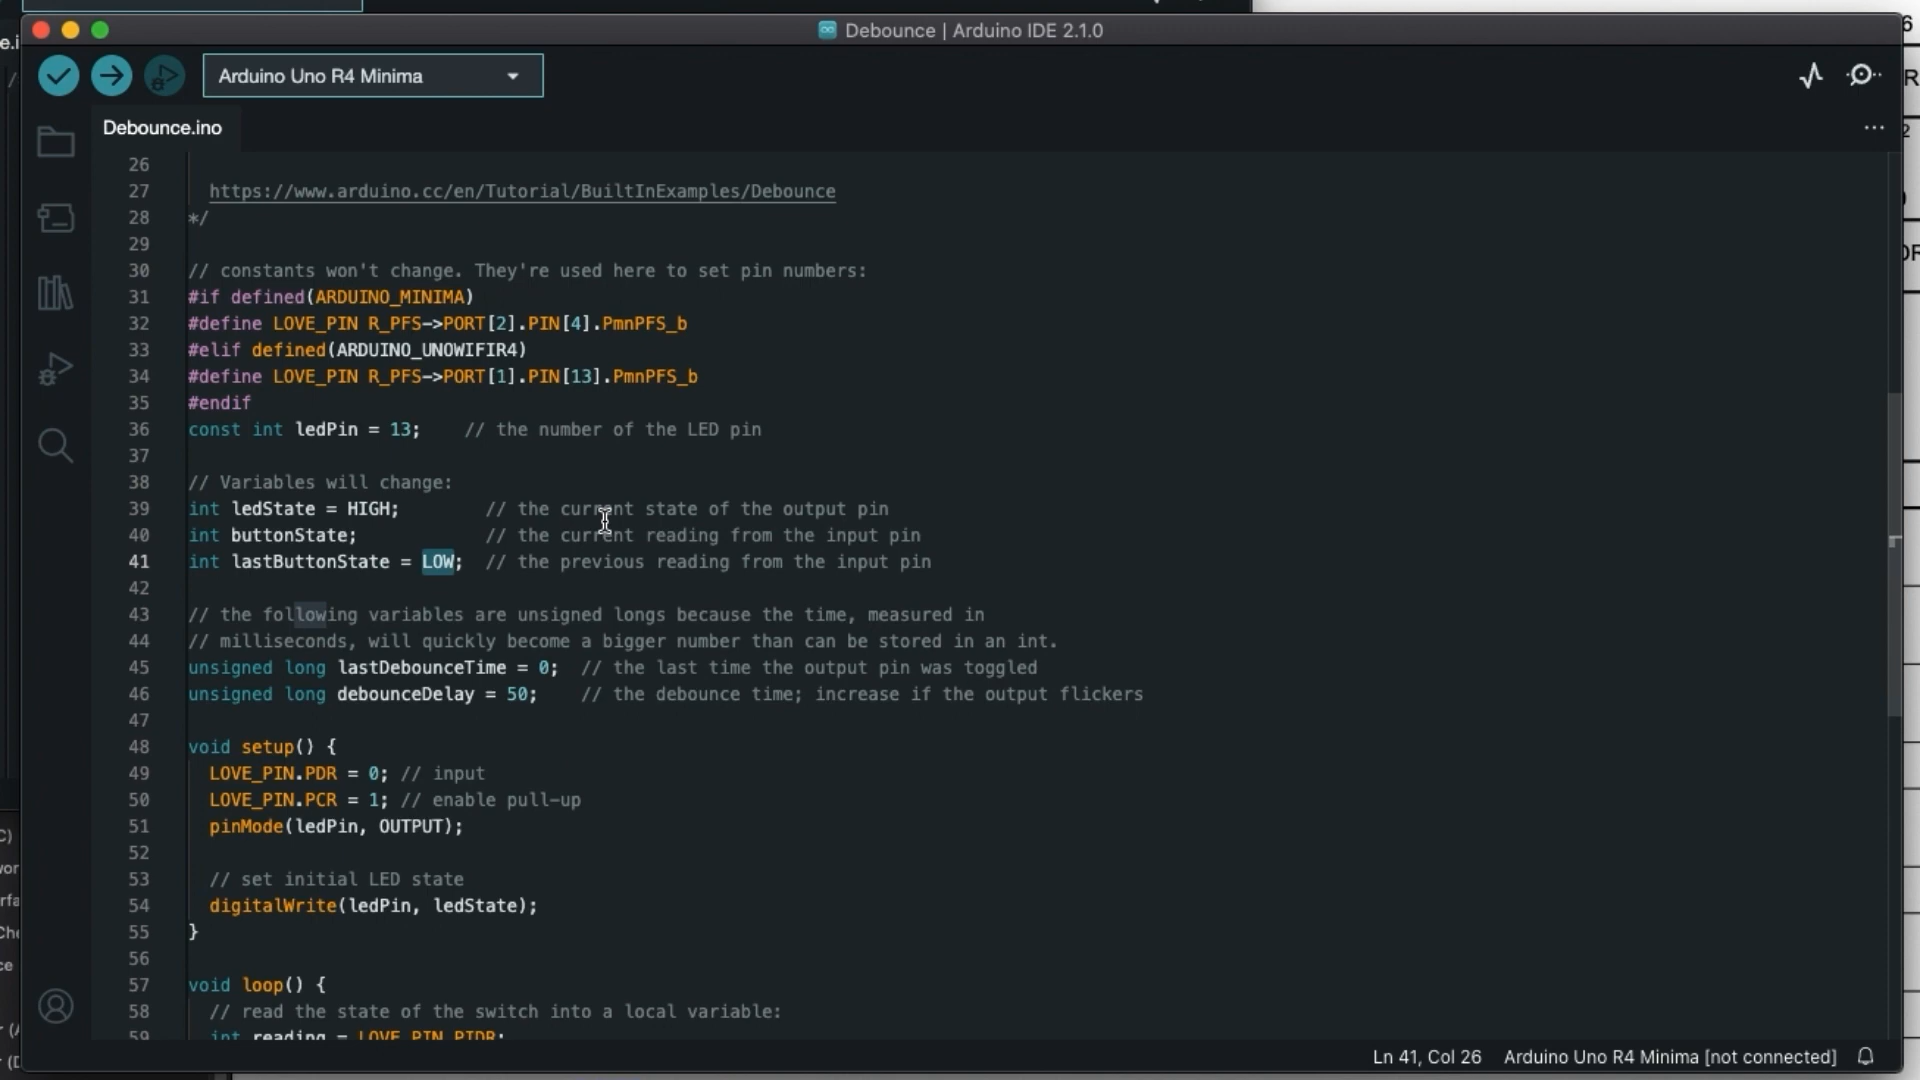 Debounce | Arduino IDE 2.1.0
Arduino Uno R4 Minima
Debounce.ino
26
27 https://www.arduino.cc/en/Tutorial/BuiltInExamples/Debounce
28 */
29
30 // constants won't change. They're used here to set pin numbers:
31 #if defined(ARDUINO_MINIMA)
32 #define LOVE_PIN R_PFS->PORT[2].PIN[4].PmnPFS_b
33 #elif defined(ARDUINO_UNOWIFIR4)
34 #define LOVE_PIN R_PFS->PORT[1].PIN[13].PmnPFS_b
35 #endif
36 const int ledPin = 13;    // the number of the LED pin
37
38 // Variables will change:
39 int ledState = HIGH;        // the current state of the output pin
40 int buttonState;            // the current reading from the input pin
41 int lastButtonState = LOW;  // the previous reading from the input pin
42
43 // the following variables are unsigned longs because the time, measured in
44 // milliseconds, will quickly become a bigger number than can be stored in an int.
45 unsigned long lastDebounceTime = 0;  // the last time the output pin was toggled
46 unsigned long debounceDelay = 50;    // the debounce time; increase if the output flickers
47
48 void setup() {
49   LOVE_PIN.PDR = 0; // input
50   LOVE_PIN.PCR = 1; // enable pull-up
51   pinMode(ledPin, OUTPUT);
52
53   // set initial LED state
54   digitalWrite(ledPin, ledState);
55 }
56
57 void loop() {
58   // read the state of the switch into a local variable:
59   int reading = LOVE_PIN.PIDR;
Ln 41, Col 26 Arduino Uno R4 Minima [not connected]